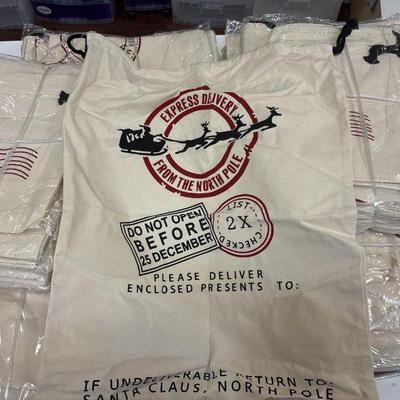 EXPRESS DELIVERY
FROM THE NORTH POLE
DO NOT OPEN
BEFORE
25 DECEMBER
LIST
2X
CHECKED
PLEASE DELIVER
ENCLOSED PRESENTS TO:
IF UNDELIVERABLE RETURN TO:
SANTA CLAUS, NORTH POLE